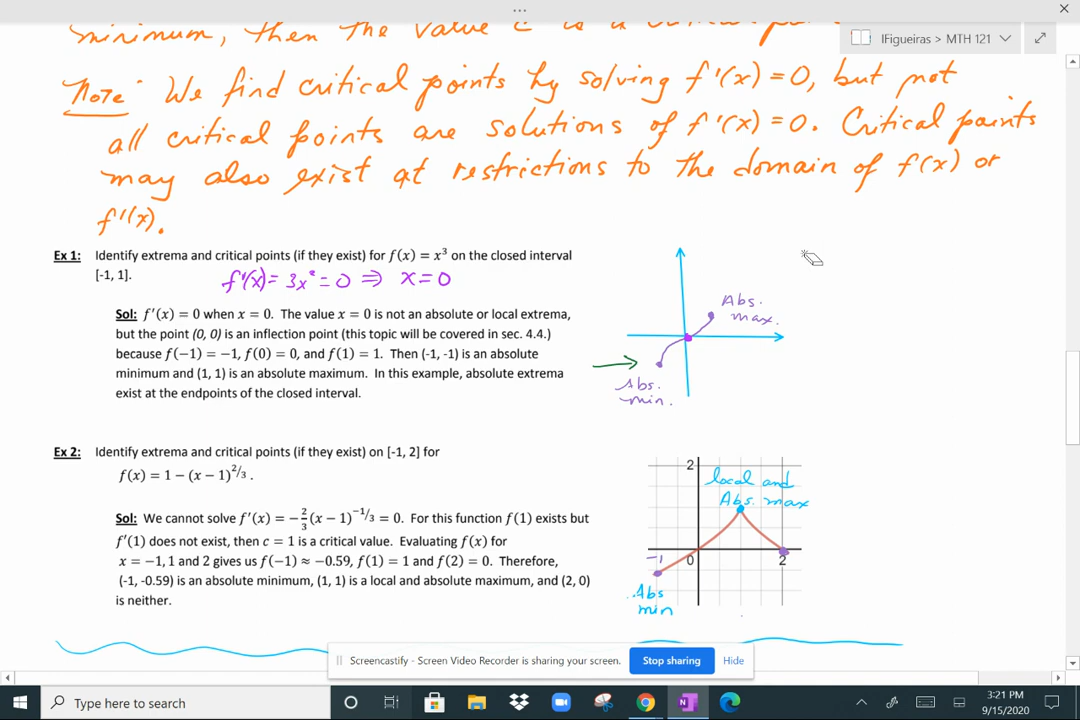 minimum, then the value c is a critical
IFigueiras > MTH 121
Note: We find critical points by solving f'(x) = 0, but not
all critical points are solutions of f'(x) = 0. Critical points
may also exist at restrictions to the domain of f(x) or
f'(x).
Ex 1: Identify extrema and critical points (if they exist) for f(x) = x³ on the closed interval
[-1, 1].
f'(x) = 3x² = 0 ⇒ x = 0
Sol: f′(x) = 0 when x = 0. The value x = 0 is not an absolute or local extrema,
but the point (0, 0) is an inflection point (this topic will be covered in sec. 4.4.)
because f(−1) = −1, f(0) = 0, and f(1) = 1. Then (-1, -1) is an absolute
minimum and (1, 1) is an absolute maximum. In this example, absolute extrema
exist at the endpoints of the closed interval.
Abs.
max.
Abs.
min.
Ex 2: Identify extrema and critical points (if they exist) on [-1, 2] for
f(x) = 1 − (x − 1)^2/3.
Sol: We cannot solve f′(x) = −2/3(x − 1)^−1/3 = 0. For this function f(1) exists but
f′(1) does not exist, then c = 1 is a critical value. Evaluating f(x) for
x = −1, 1 and 2 gives us f(−1) ≈ −0.59, f(1) = 1 and f(2) = 0. Therefore,
(-1, -0.59) is an absolute minimum, (1, 1) is a local and absolute maximum, and (2, 0)
is neither.
2
local and
Abs. max
-1
0
2
Abs
min
Screencastify - Screen Video Recorder is sharing your screen.
Stop sharing
Hide
Type here to search
3:21 PM
9/15/2020